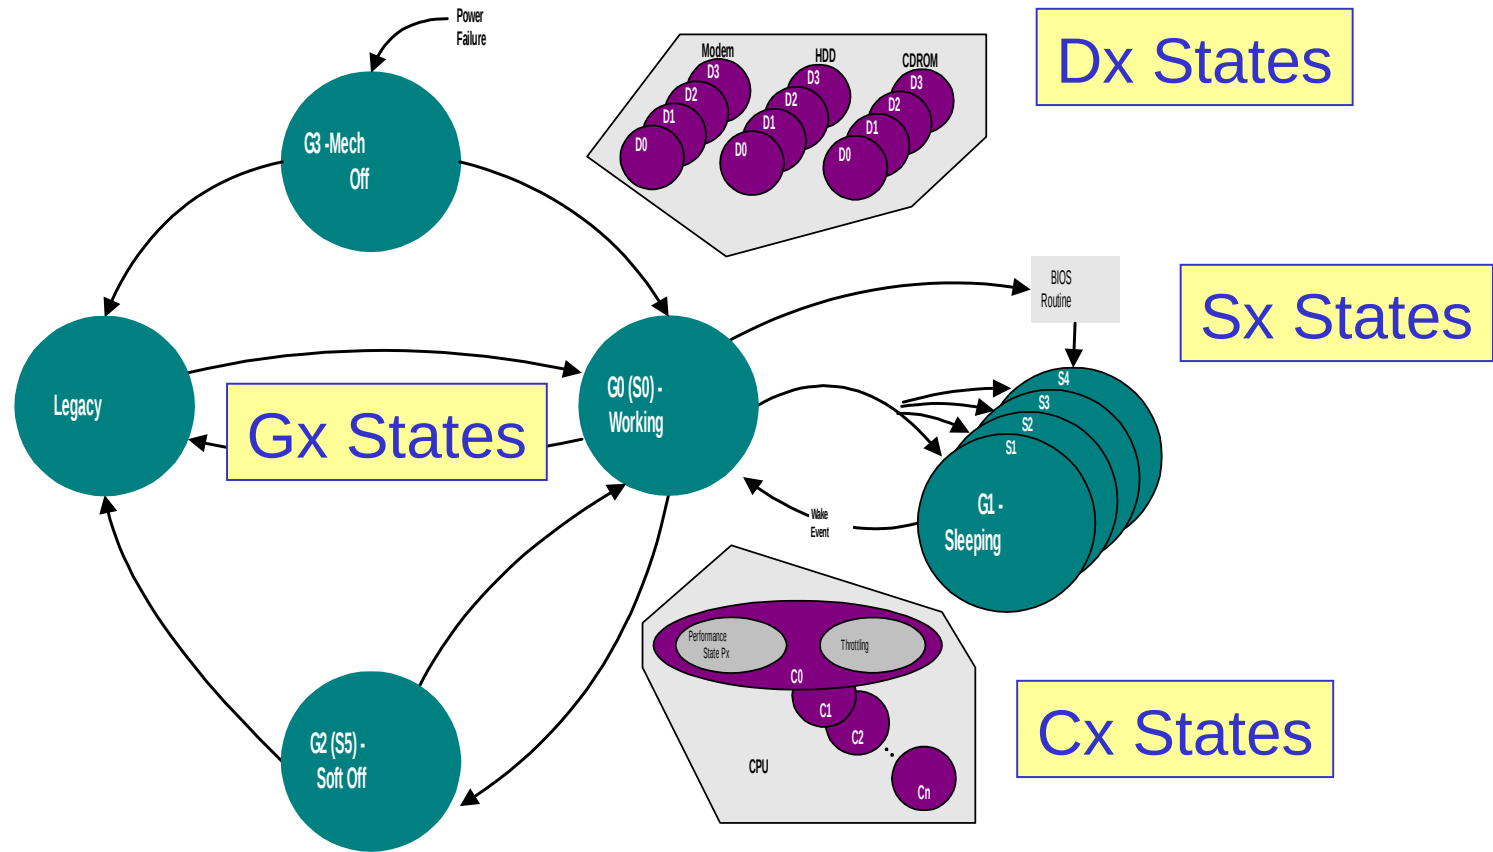 Power
Failure
Dx States
Modem
HDD
CDROM
D3
D2
D1
D0
D3
D2
D1
D0
D3
D2
D1
D0
G3 -Mech
Off
BIOS
Routine
Sx States
Legacy
Gx States
G0 (S0) -
Working
S4
S3
S2
S1
G1 -
Sleeping
Wake
Event
Performance
State Px
Throttling
C0
C1
C2
Cn
CPU
Cx States
G2 (S5) -
Soft Off